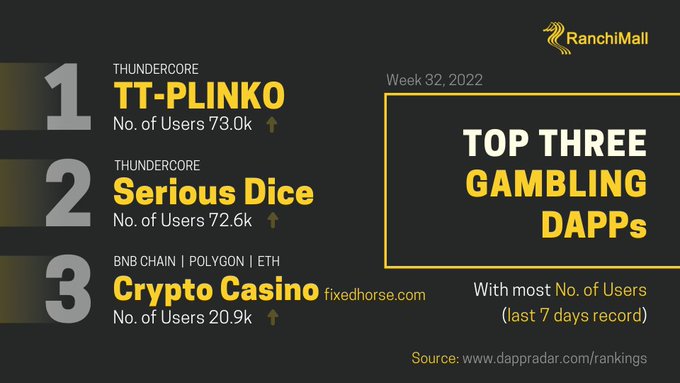 RanchiMall
Week 32, 2022
TOP THREE
GAMBLING
DAPPs
1
THUNDERCORE
TT-PLINKO
No. of Users 73.0k
2
THUNDERCORE
Serious Dice
No. of Users 72.6k
3
BNB CHAIN | POLYGON | ETH
Crypto Casino fixedhorse.com
No. of Users 20.9k
With most No. of Users
(last 7 days record)
Source: www.dappradar.com/rankings